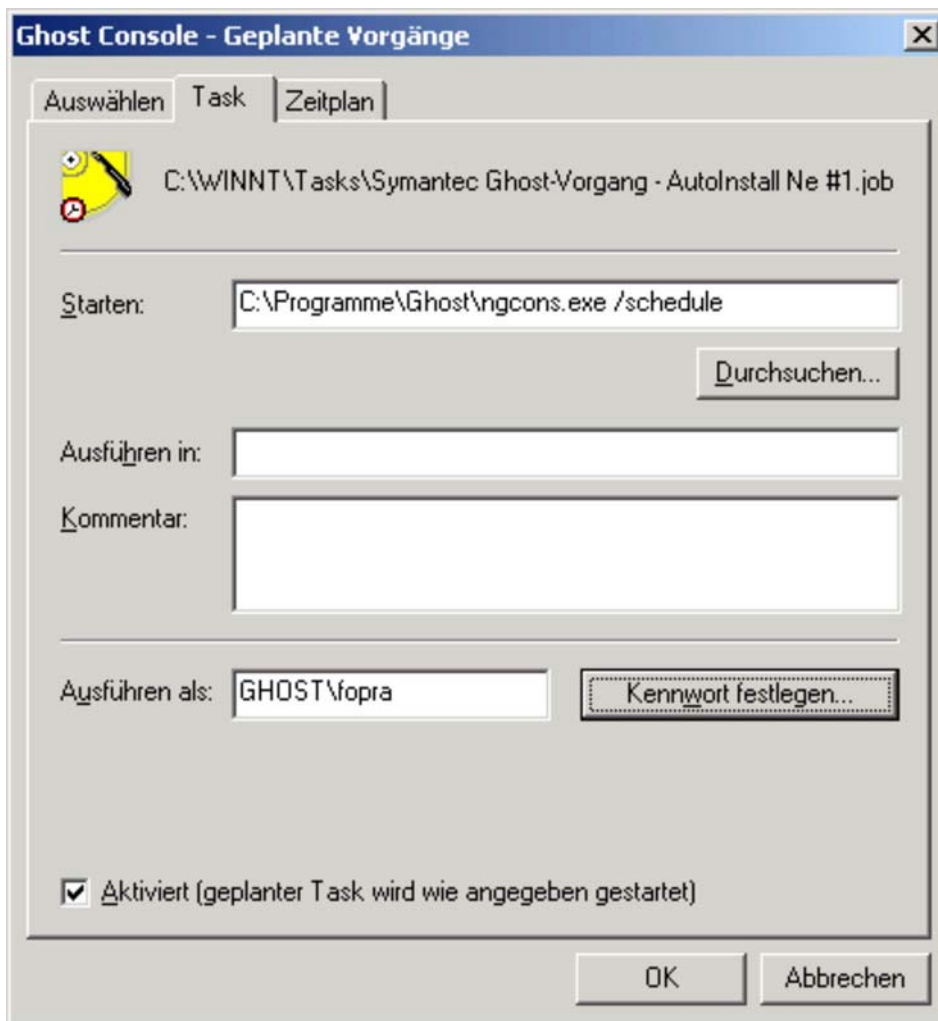 Ghost Console - Geplante Vorgänge
Auswählen Task Zeitplan
C:\WINNT\Tasks\Symantec Ghost-Vorgang - AutoInstall Ne #1.job
Starten: C:\Programme\Ghost\ngcons.exe /schedule
Durchsuchen...
Ausführen in:
Kommentar:
Ausführen als: GHOST\fopra Kennwort festlegen...
Aktiviert (geplanter Task wird wie angegeben gestartet)
OK Abbrechen